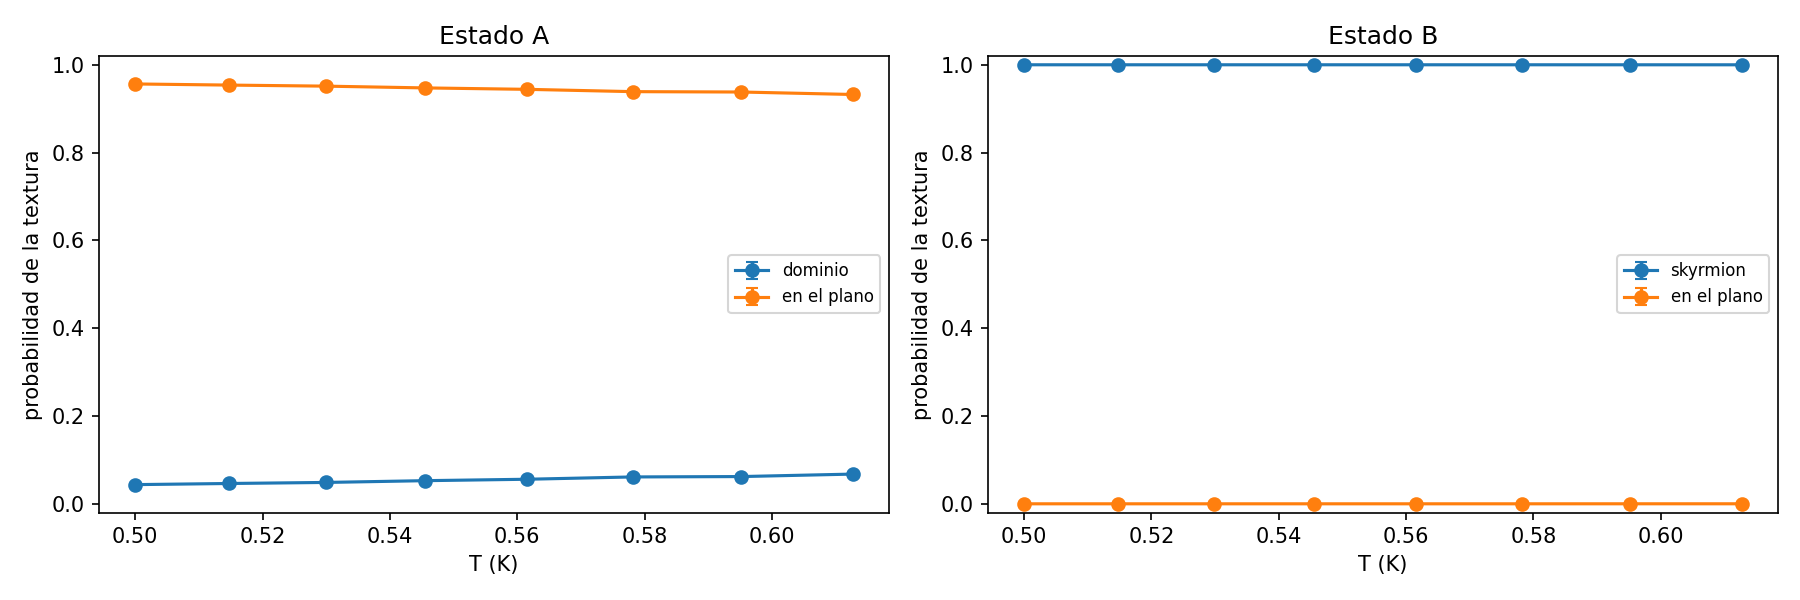 Estado A
probabilidad de la textura
1.0
0.8
0.6
0.4
0.2
0.0
dominio
en el plano
0.50 0.52 0.54 0.56 0.58 0.60
T (K)
Estado B
probabilidad de la textura
1.0
0.8
0.6
0.4
0.2
0.0
skyrmion
en el plano
0.50 0.52 0.54 0.56 0.58 0.60
T (K)